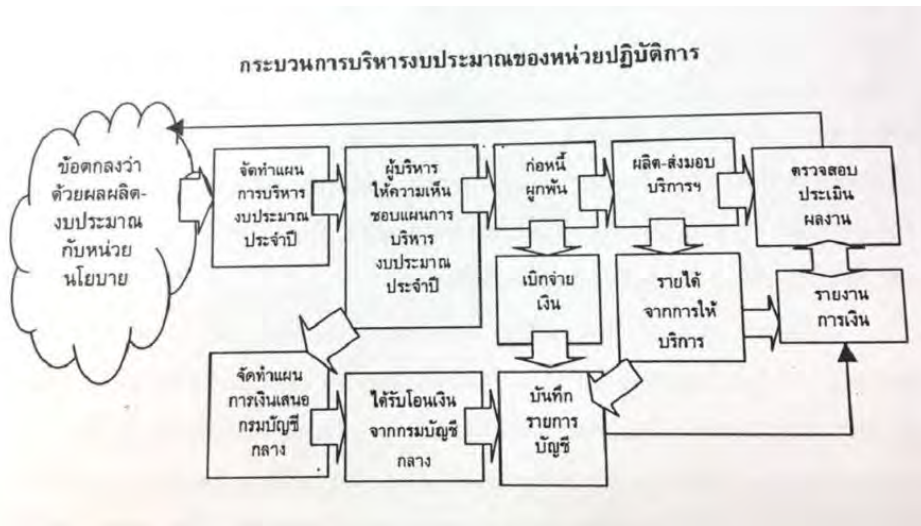 กระบวนการบริหารงบประมาณของหน่วยปฏิบัติการ
ข้อตกลงว่า
ด้วยผลผลิต-
งบประมาณ
กับหน่วย
นโยบาย
จัดทำแผน
การบริหาร
งบประมาณ
ประจำปี
ผู้บริหาร
ให้ความเห็น
ชอบแผนการ
บริหาร
งบประมาณ
ประจำปี
ก่อหนี้
ผูกพัน
ผลิต-ส่งมอบ
บริการฯ
ตรวจสอบ
ประเมิน
ผลงาน
เบิกจ่าย
เงิน
รายได้
จากการให้
บริการ
รายงาน
การเงิน
จัดทำแผน
การเงินเสนอ
กรมบัญชี
กลาง
ได้รับโอนเงิน
จากกรมบัญชี
กลาง
บันทึก
รายการ
บัญชี